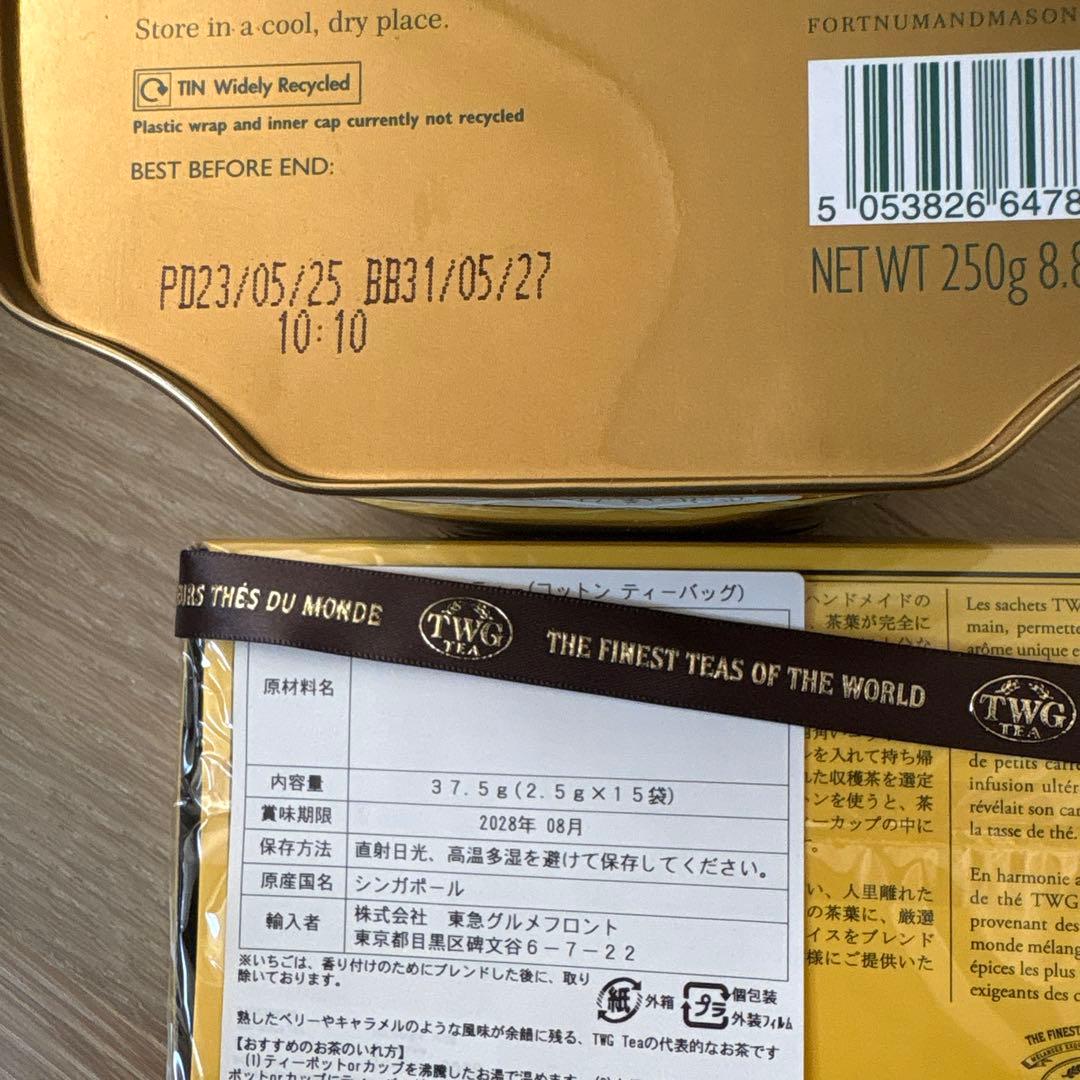 Store in a cool, dry place.
TIN Widely Recycled
Plastic wrap and inner cap currently not recycled
BEST BEFORE END:
PD23/05/25 BB31/05/27
10:10
FORTNUMANDMASON
5 053826 6478
NET WT 250g 8.8
THÉS DU MONDE TWG TEA THE FINEST TEAS OF THE WORLD TWG TEA
(コットン ティーバッグ)
原材料名
内容量 37.5g(2.5g×15袋)
賞味期限 2028年 08月
保存方法 直射日光、高温多湿を避けて保存してください。
原産国名 シンガポール
輸入者 株式会社 東急グルメフロント
東京都目黒区碑文谷6-7-22
※いちごは、香り付けのためにブレンドした後に、取り
除いております。
紙 外箱 プラ 個包装
外装フィルム
熟したベリーやキャラメルのような風味が余韻に残る、TWG Teaの代表的なお茶です
【おすすめのお茶のいれ方】
(1)ティーポットorカップを沸騰したお湯で温めます。
ハンドメイドの
茶葉が完全に
を入れて持ち帰
た収穫茶を選定
ンを使うと、茶
ーカップの中に
い、人里離れた
の茶葉に、厳選
イスをブレンド
様にご提供いた
Les sachets TW
main, permette
arôme unique e
de petits carré
infusion ultér
révélait son car
la tasse de thé.
En harmonie a
de thé TWG
provenant des
monde mélang
épices les plus
exigeants des c
THE FINEST